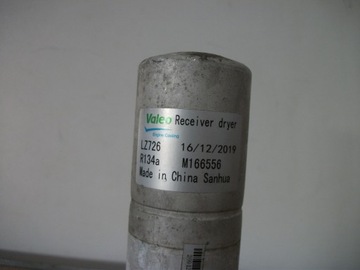 Valeo Receiver dryer
Engine Cooling
LZ726 16/12/2019
R134a M166556
Made in China Sanhua